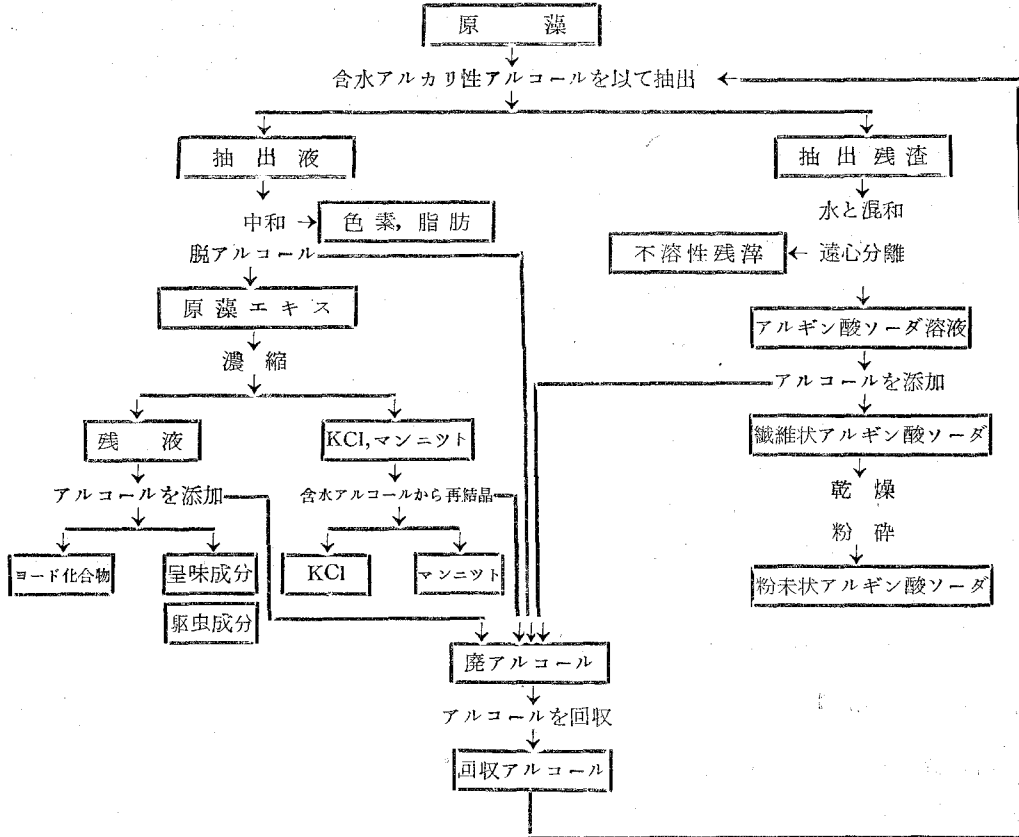 原藻
含水アルカリ性アルコールを以て抽出
抽出液
抽出残渣
中和
色素,脂肪
水と混和
脱アルコール
不溶性残滓
遠心分離
原藻エキス
アルギン酸ソーダ溶液
濃縮
アルコールを添加
残液
KCl,マンニツト
繊維状アルギン酸ソーダ
アルコールを添加
含水アルコールから再結晶
乾燥
粉砕
ヨード化合物
呈味成分
KCl
マンニツト
粉末状アルギン酸ソーダ
駆虫成分
廃アルコール
アルコールを回収
回収アルコール